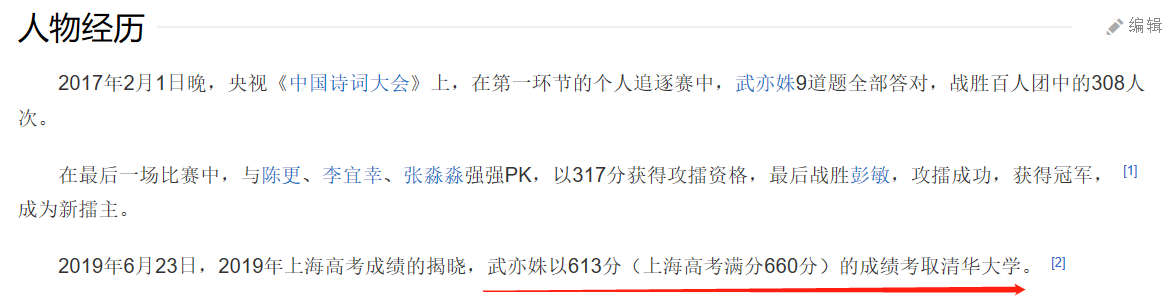 人物经历
编辑
2017年2月1日晚，央视《中国诗词大会》上，在第一环节的个人追逐赛中，武亦姝9道题全部答对，战胜百人团中的308人
次。
在最后一场比赛中，与陈更、李宜幸、张淼淼强强PK，以317分获得攻擂资格，最后战胜彭敏，攻擂成功，获得冠军， [1]
成为新擂主。
2019年6月23日，2019年上海高考成绩的揭晓，武亦姝以613分（上海高考满分660分）的成绩考取清华大学。 [2]